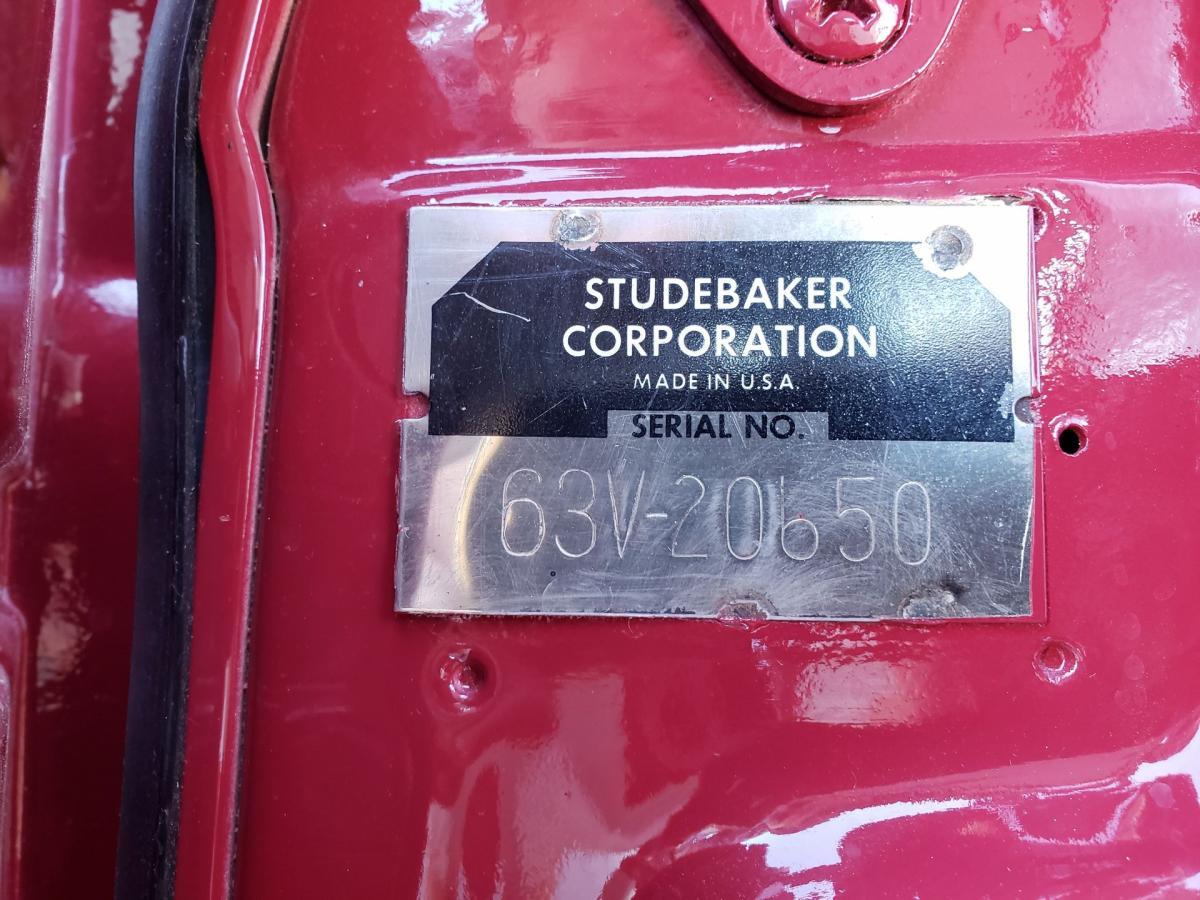 STUDEBAKER
CORPORATION
MADE IN U.S.A.
SERIAL NO.
63V-20650